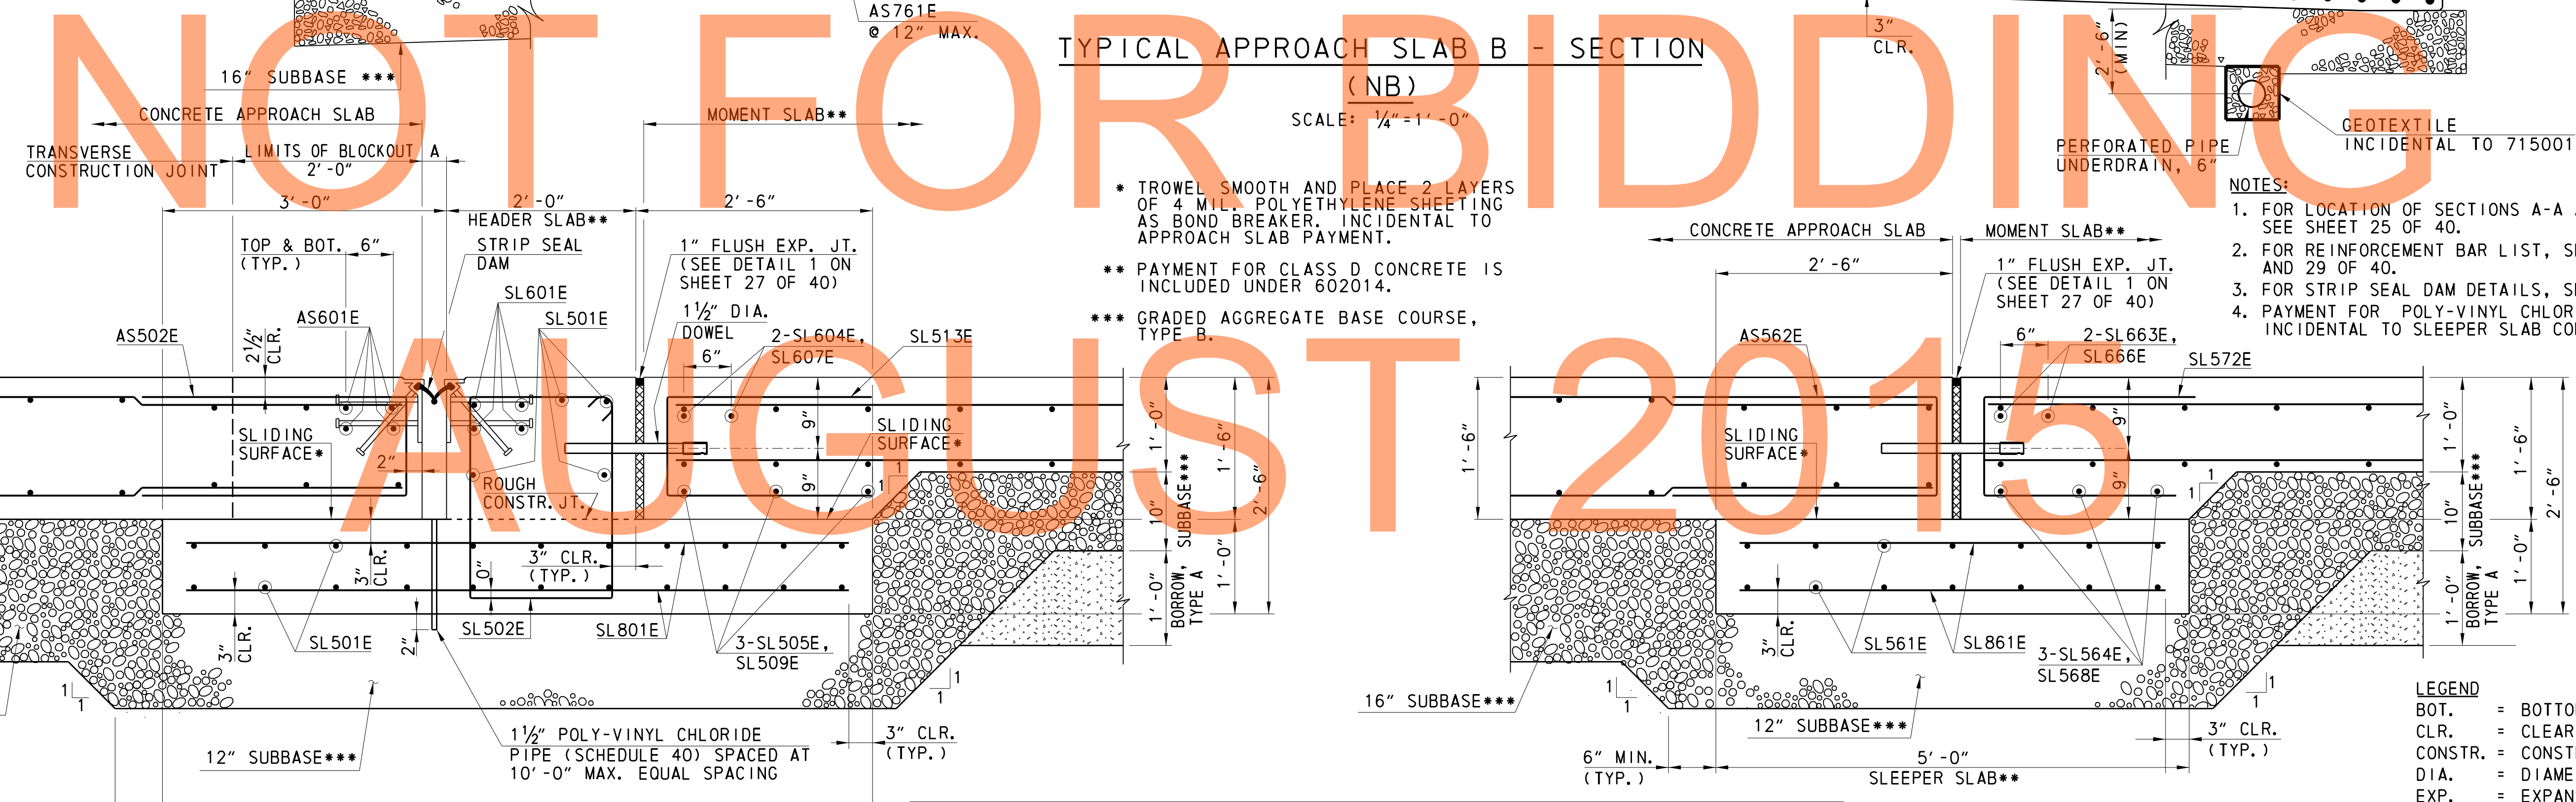 NOT FOR BIDDING
AUGUST 2015
AS761E
@ 12" MAX.
16" SUBBASE ***
TYPICAL APPROACH SLAB B - SECTION
(NB)
SCALE: ¼"=1'-0"
3"
CLR.
2'-6"
(MIN)
GEOTEXTILE
INCIDENTAL TO 715001
PERFORATED PIPE
UNDERDRAIN, 6"
CONCRETE APPROACH SLAB
MOMENT SLAB**
TRANSVERSE
CONSTRUCTION JOINT
LIMITS OF BLOCKOUT
2'-0"
A
3'-0"
2'-0"
HEADER SLAB**
2'-6"
TOP & BOT.
(TYP.)
6"
STRIP SEAL
DAM
1" FLUSH EXP. JT.
(SEE DETAIL 1 ON
SHEET 27 OF 40)
1½" DIA.
DOWEL
SL601E
SL501E
AS601E
AS502E
2½"
CLR.
2-SL604E,
SL607E
6"
SL513E
SLIDING
SURFACE*
2"
ROUGH
CONSTR. JT.
9"
9"
SLIDING
SURFACE*
1
1
1'-0"
10"
1'-0"
SUBBASE***
BORROW,
TYPE A
1'-6"
1'-0"
2'-6"
3"
CLR.
0"
3" CLR.
(TYP.)
3"
CLR.
SL501E
2"
SL502E
SL801E
3-SL505E,
SL509E
1
1
1
1
12" SUBBASE***
1½" POLY-VINYL CHLORIDE
PIPE (SCHEDULE 40) SPACED AT
10'-0" MAX. EQUAL SPACING
3" CLR.
(TYP.)
* TROWEL SMOOTH AND PLACE 2 LAYERS
OF 4 MIL. POLYETHYLENE SHEETING
AS BOND BREAKER. INCIDENTAL TO
APPROACH SLAB PAYMENT.
** PAYMENT FOR CLASS D CONCRETE IS
INCLUDED UNDER 602014.
*** GRADED AGGREGATE BASE COURSE,
TYPE B.
NOTES:
1. FOR LOCATION OF SECTIONS A-A
SEE SHEET 25 OF 40.
2. FOR REINFORCEMENT BAR LIST,
AND 29 OF 40.
3. FOR STRIP SEAL DAM DETAILS,
4. PAYMENT FOR POLY-VINYL CHLOR
INCIDENTAL TO SLEEPER SLAB CO
CONCRETE APPROACH SLAB
MOMENT SLAB**
2'-6"
1" FLUSH EXP. JT.
(SEE DETAIL 1 ON
SHEET 27 OF 40)
AS562E
6"
2-SL663E,
SL666E
SL572E
1'-6"
SLIDING
SURFACE*
9"
9"
1
1
1'-0"
10"
1'-0"
SUBBASE***
BORROW,
TYPE A
1'-6"
1'-0"
2'-6"
3"
CLR.
SL561E
SL861E
3-SL564E,
SL568E
1
1
1
1
16" SUBBASE***
12" SUBBASE***
6" MIN.
(TYP.)
5'-0"
SLEEPER SLAB**
3" CLR.
(TYP.)
LEGEND
BOT. = BOTTO
CLR. = CLEAR
CONSTR. = CONST
DIA. = DIAME
EXP. = EXPAN